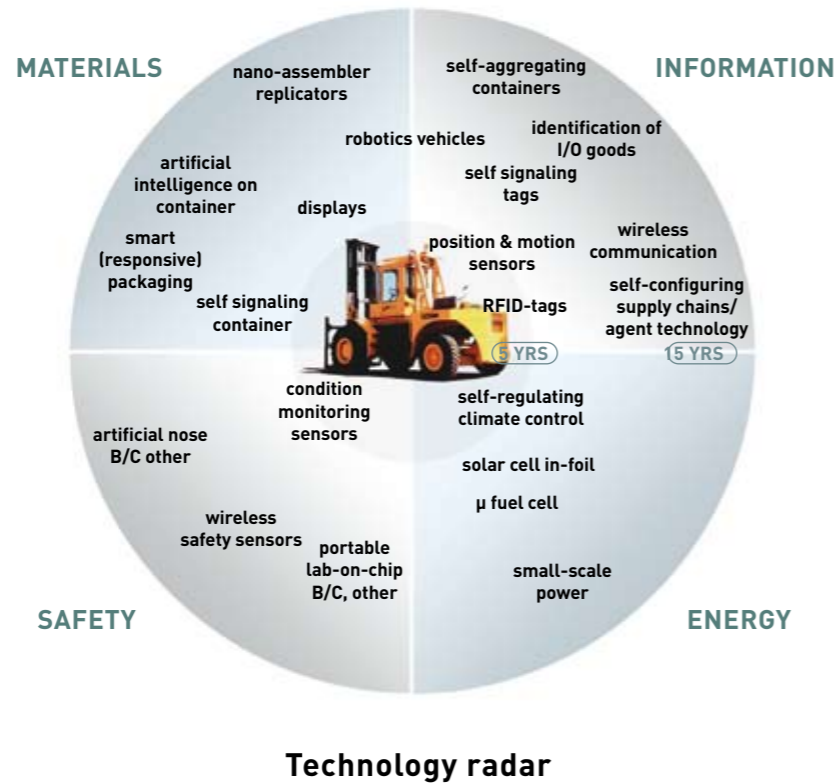 MATERIALS
nano-assembler
replicators
artificial
intelligence on
container
displays
smart
(responsive)
packaging
self signaling
container
robotics vehicles
INFORMATION
self-aggregating
containers
identification of
I/O goods
self signaling
tags
position & motion
sensors
wireless
communication
RFID-tags
self-configuring
supply chains/
agent technology
5 YRS
15 YRS
condition
monitoring
sensors
artificial nose
B/C other
wireless
safety sensors
portable
lab-on-chip
B/C, other
SAFETY
self-regulating
climate control
solar cell in-foil
µ fuel cell
small-scale
power
ENERGY
Technology radar